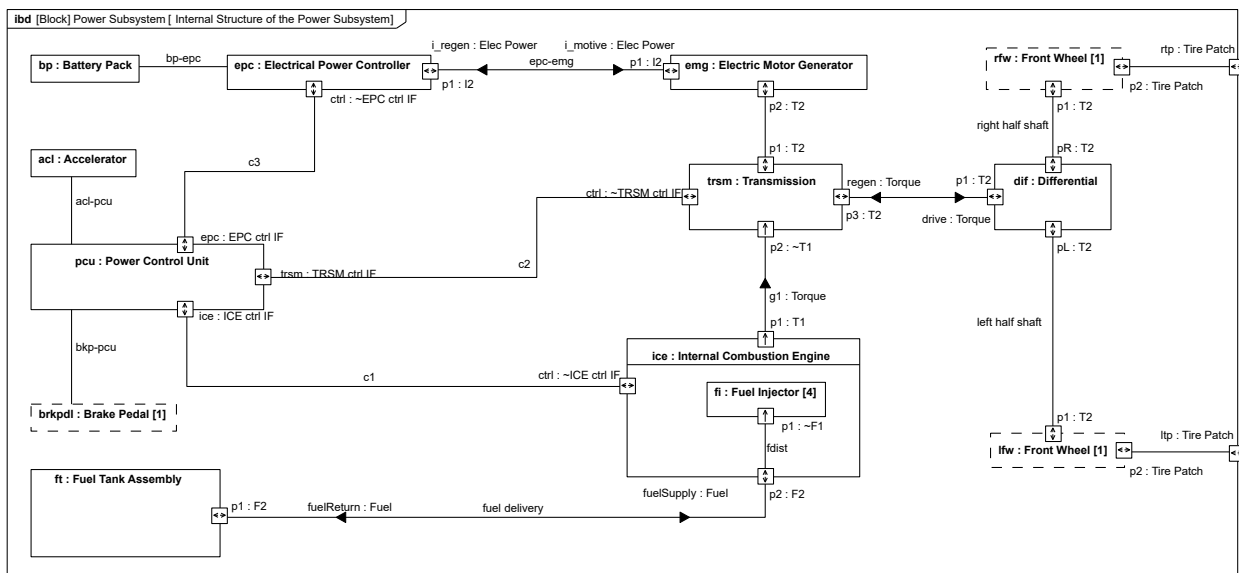 ibd [Block] Power Subsystem [ Internal Structure of the Power Subsystem]
bp : Battery Pack
bp-epc
epc : Electrical Power Controller
i_regen : Elec Power
i_motive : Elec Power
epc-emg
p1 : I2
p1 : I2
emg : Electric Motor Generator
rfw : Front Wheel [1]
rtp : Tire Patch
p2 : Tire Patch
ctrl : ~EPC ctrl IF
p2 : T2
p1 : T2
right half shaft
acl : Accelerator
c3
p1 : T2
pR : T2
trsm : Transmission
regen : Torque
p1 : T2
dif : Differential
acl-pcu
ctrl : ~TRSM ctrl IF
p3 : T2
drive : Torque
epc : EPC ctrl IF
p2 : ~T1
pL : T2
pcu : Power Control Unit
trsm : TRSM ctrl IF
c2
g1 : Torque
ice : ICE ctrl IF
p1 : T1
left half shaft
bkp-pcu
ice : Internal Combustion Engine
c1
ctrl : ~ICE ctrl IF
fi : Fuel Injector [4]
brkpdl : Brake Pedal [1]
p1 : ~F1
p1 : T2
fdist
lfw : Front Wheel [1]
ltp : Tire Patch
p2 : Tire Patch
ft : Fuel Tank Assembly
fuelSupply : Fuel
p2 : F2
p1 : F2
fuelReturn : Fuel
fuel delivery